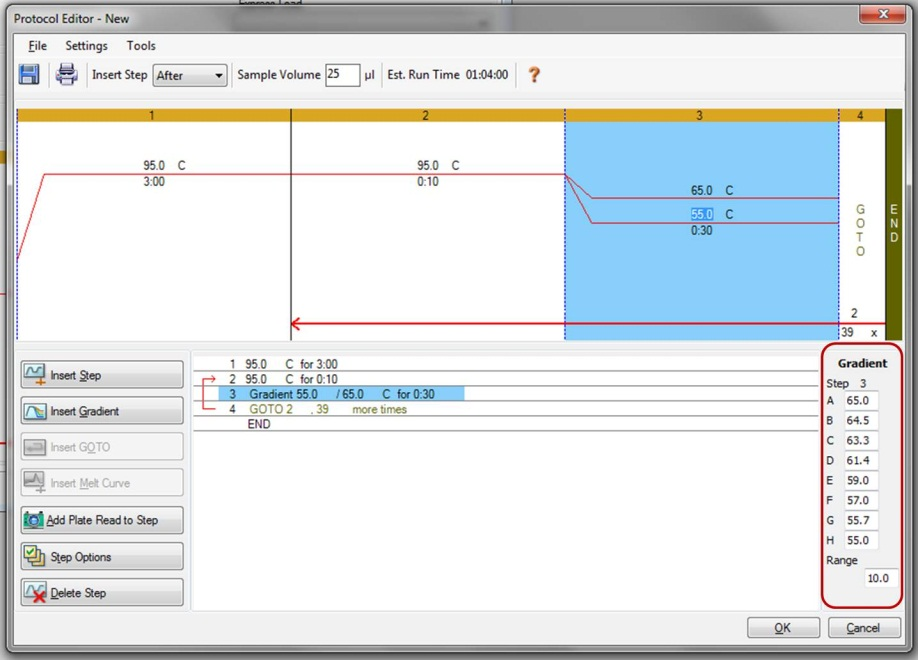 Express Load
Protocol Editor - New
File Settings Tools
Insert Step After Sample Volume 25 µl Est. Run Time 01:04:00 ?
1 2 3 4
95.0 C
3:00
95.0 C
0:10
65.0 C
55.0 C
0:30
G
O
T
O
2
39 x
E
N
D
Insert Step
Insert Gradient
Insert GOTO
Insert Melt Curve
Add Plate Read to Step
Step Options
Delete Step
1 95.0 C for 3:00
2 95.0 C for 0:10
3 Gradient 55.0 / 65.0 C for 0:30
4 GOTO 2 , 39 more times
END
Gradient
Step 3
A 65.0
B 64.5
C 63.3
D 61.4
E 59.0
F 57.0
G 55.7
H 55.0
Range
10.0
OK Cancel